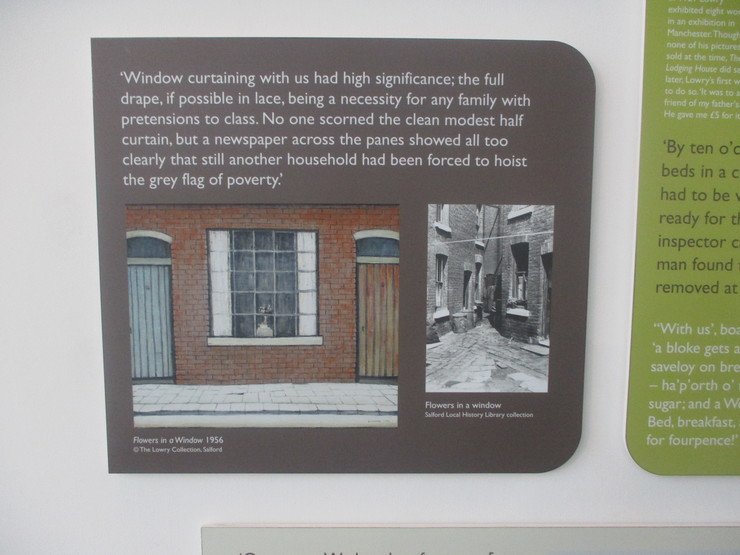 ‘Window curtaining with us had high significance; the full
drape, if possible in lace, being a necessity for any family with
pretensions to class. No one scorned the clean modest half
curtain, but a newspaper across the panes showed all too
clearly that still another household had been forced to hoist
the grey flag of poverty.’
Flowers in a Window 1956
© The Lowry Collection, Salford
Flowers in a window
Salford Local History Library collection
exhibited eight
in an exhibition in
Manchester. Though
none of his pictures
sold at the time, The
Lodging House did
later, Lowry's first
to do so. 'It was to a
friend of my father's
He gave me £5 for it
‘By ten
beds in a
had to be
ready for
inspector
man found
removed at
“With us’,
‘a bloke gets a
saveloy on
– ha'p'orth o’
sugar; and a
Bed, breakfast,
for fourpence!’